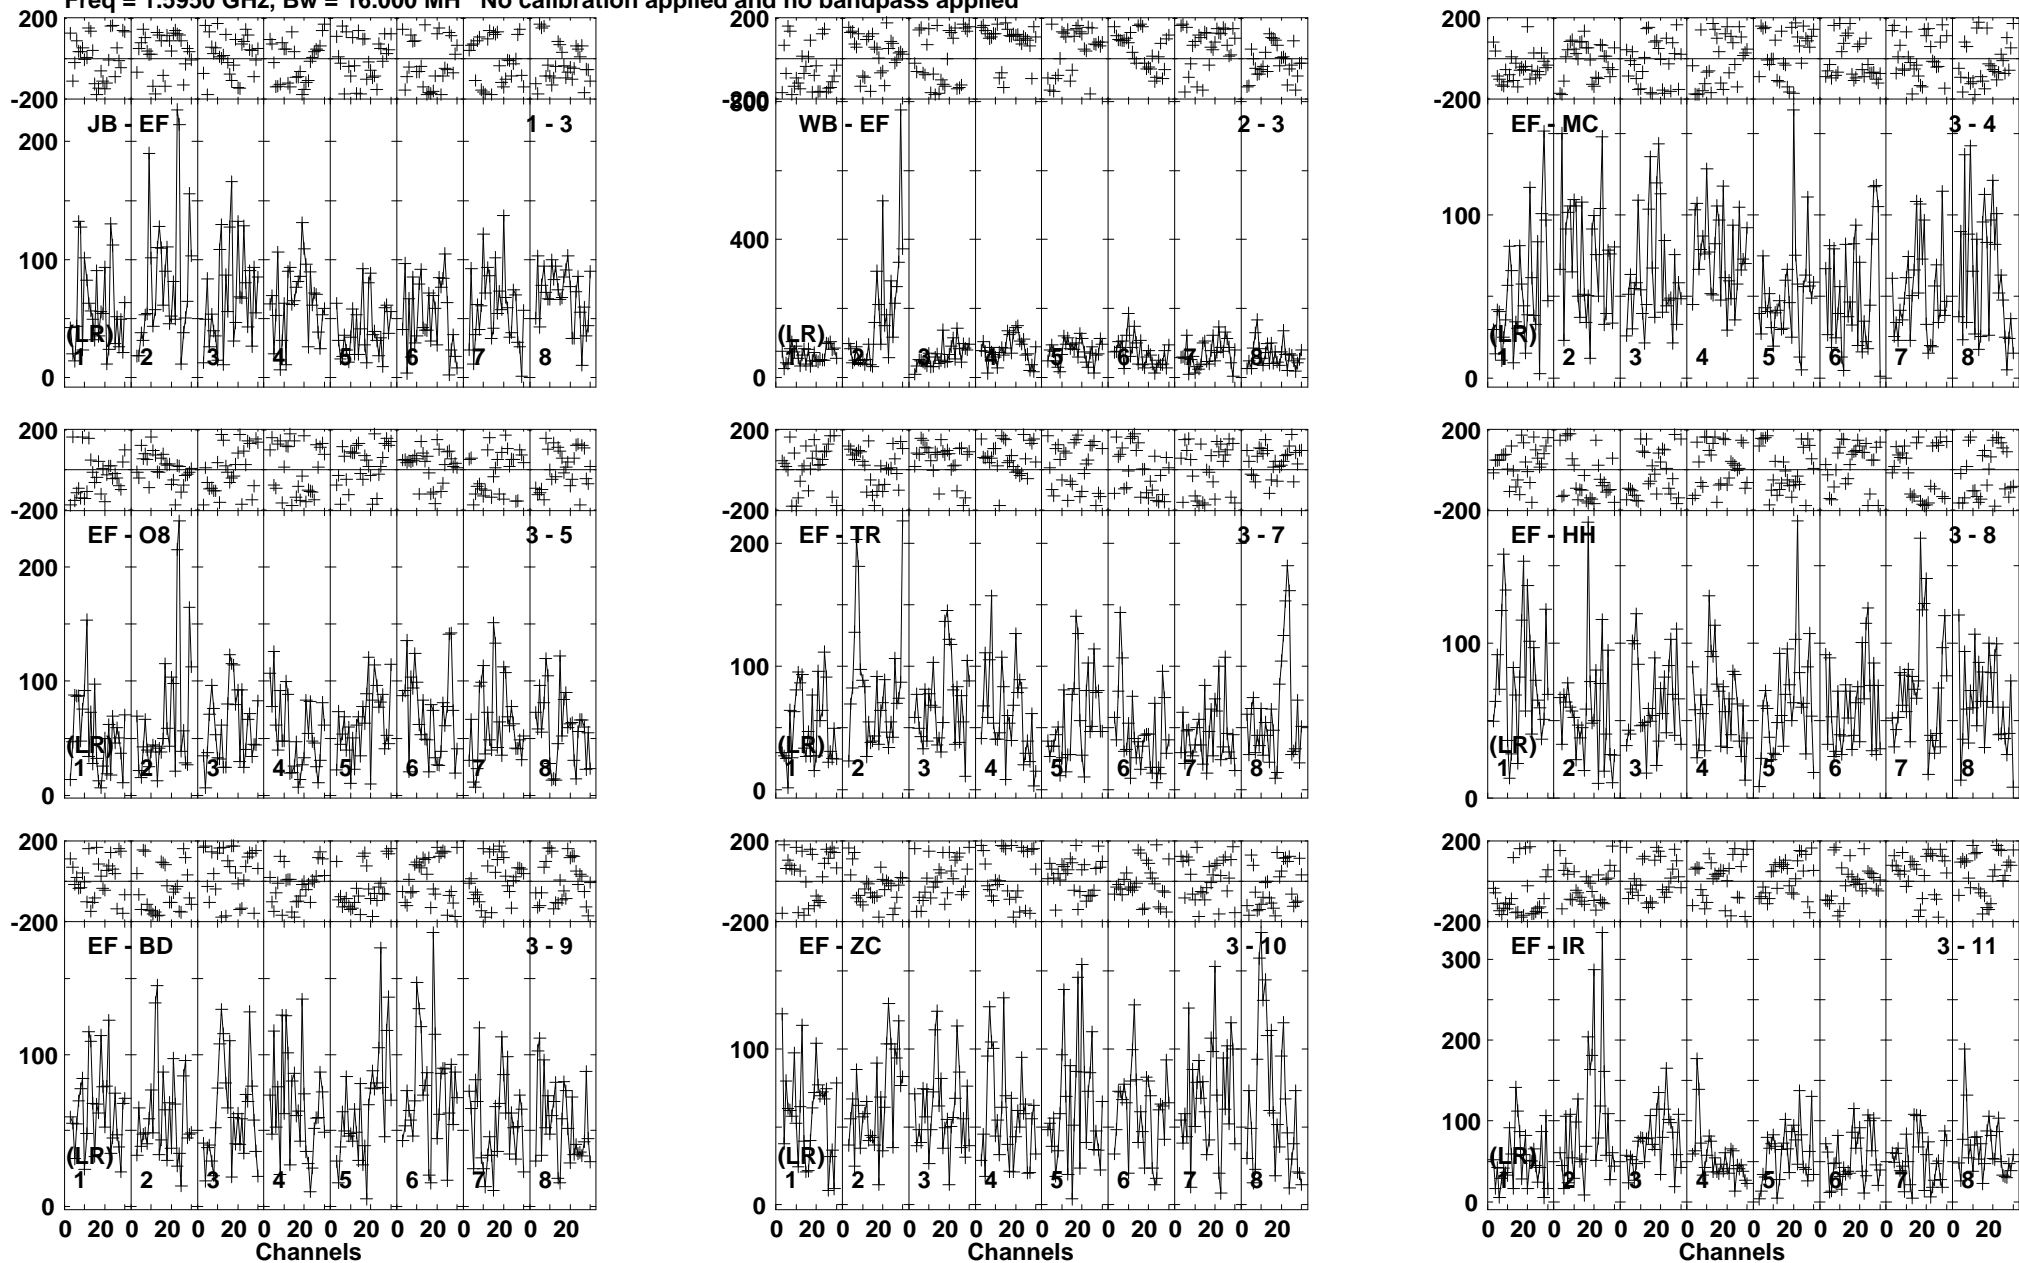 Freq = 1.5950 GHz, Bw = 16.000 MH No calibration applied and no bandpass applied
200
-200
JB - EF 1 - 3
200
100
0
(LR)
1 2 3 4 5 6 7 8
200
-200
800
WB - EF 2 - 3
400
0
(LR)
1 2 3 4 5 6 7 8
200
-200
EF - MC 3 - 4
100
0
(LR)
1 2 3 4 5 6 7 8
200
-200
EF - O8 3 - 5
200
100
0
(LR)
1 2 3 4 5 6 7 8
200
-200
EF - TR 3 - 7
200
100
0
(LR)
1 2 3 4 5 6 7 8
200
-200
EF - HH 3 - 8
100
0
(LR)
1 2 3 4 5 6 7 8
200
-200
EF - BD 3 - 9
100
0
(LR)
1 2 3 4 5 6 7 8
0 20 0 20 0 20 0 20 0 20 0 20 0 20 0 20
Channels
200
-200
EF - ZC 3 - 10
100
0
(LR)
1 2 3 4 5 6 7 8
0 20 0 20 0 20 0 20 0 20 0 20 0 20 0 20
Channels
200
-200
EF - IR 3 - 11
300
200
100
0
(LR)
1 2 3 4 5 6 7 8
0 20 0 20 0 20 0 20 0 20 0 20 0 20 0 20
Channels